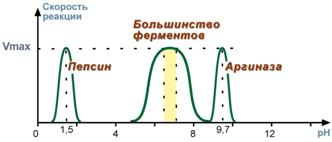 Скорость
реакции
Большинство
ферментов
Vmax
Пепсин
Аргиназа
0 1,5 4 8 9,7 12 pH